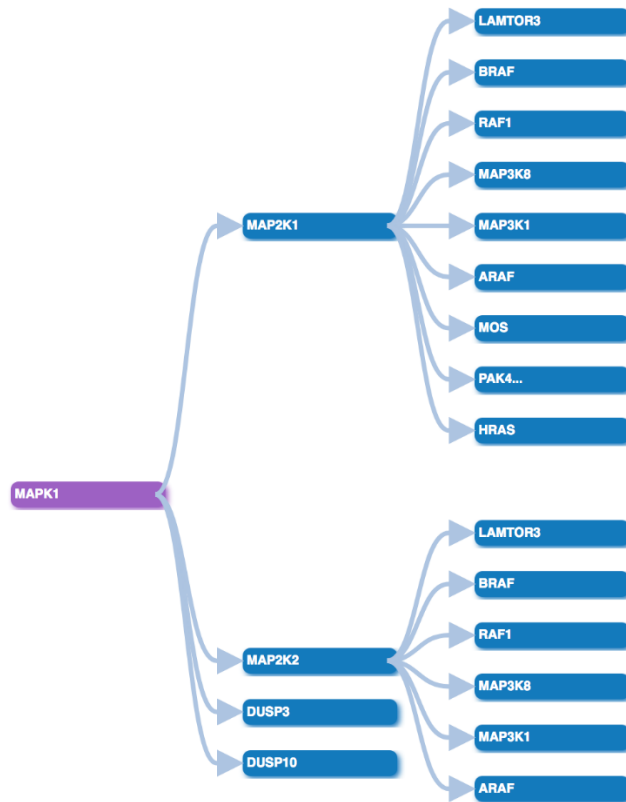 LAMTOR3
BRAF
RAF1
MAP3K8
MAP2K1
MAP3K1
ARAF
MOS
PAK4...
HRAS
MAPK1
LAMTOR3
BRAF
RAF1
MAP2K2
MAP3K8
DUSP3
MAP3K1
DUSP10
ARAF